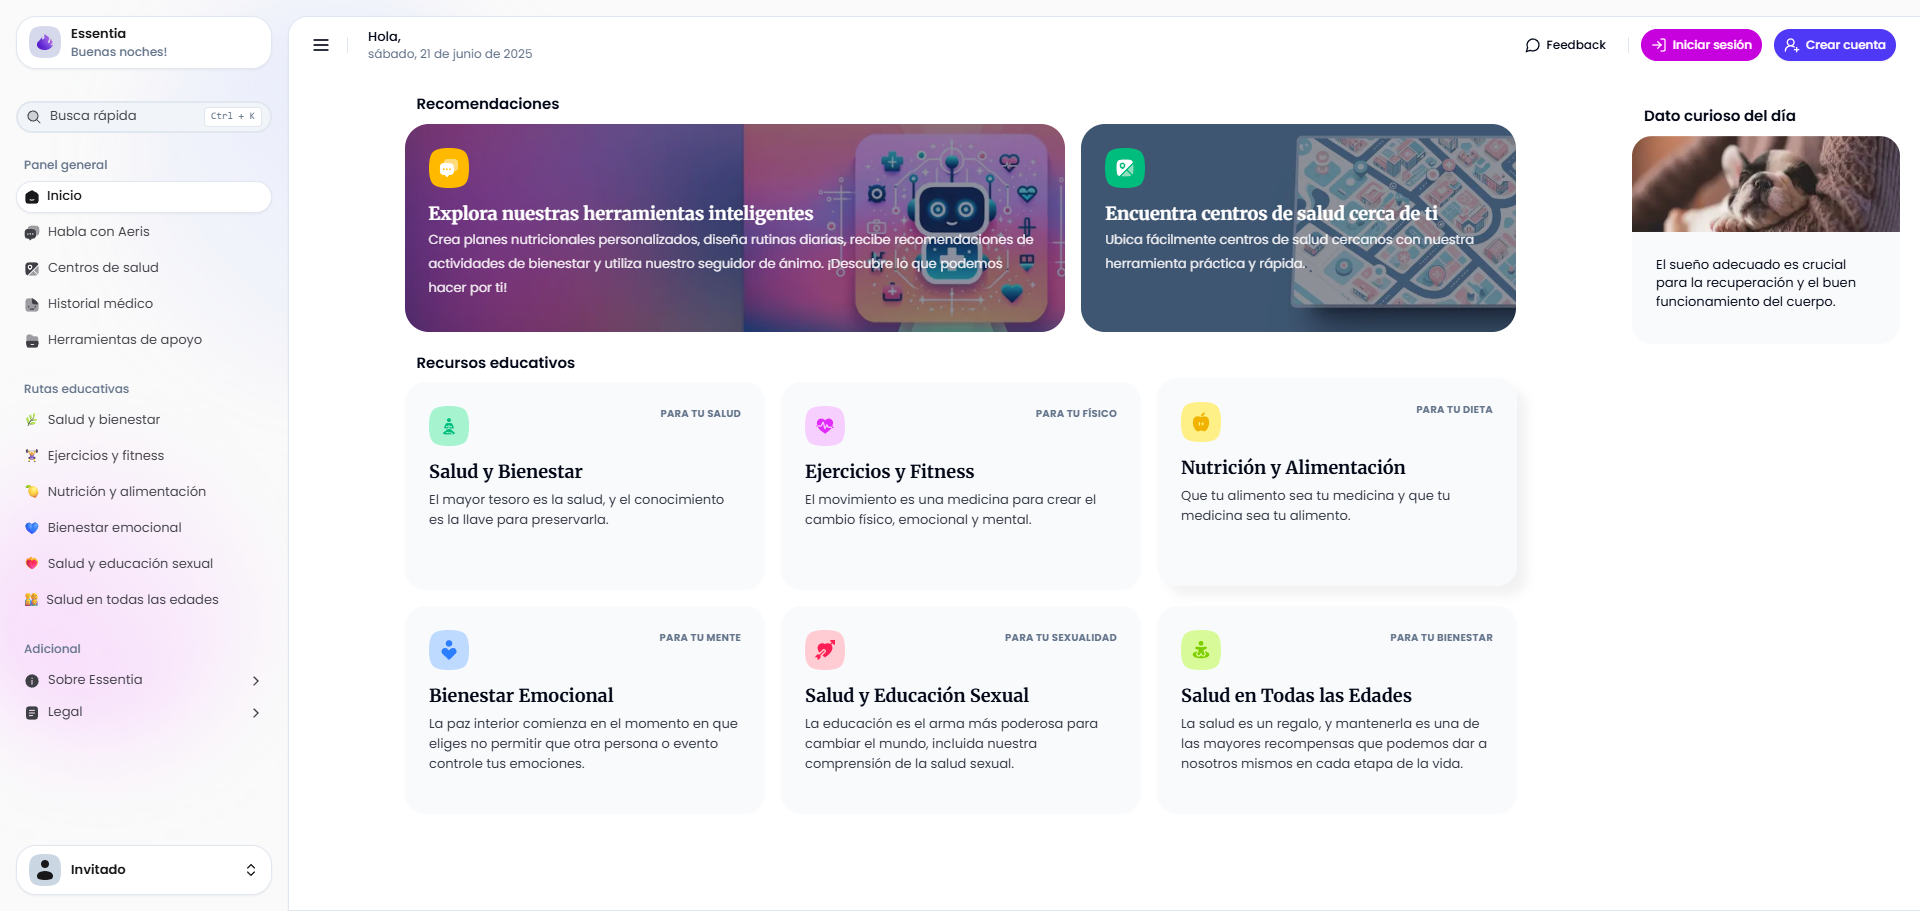 Essentia
Buenas noches!
Busca rápida
Ctrl + K
Panel general
Inicio
Habla con Aeris
Centros de salud
Historial médico
Herramientas de apoyo
Rutas educativas
Salud y bienestar
Ejercicios y fitness
Nutrición y alimentación
Bienestar emocional
Salud y educación sexual
Salud en todas las edades
Adicional
Sobre Essentia
Legal
Invitado
Hola,
sábado, 21 de junio de 2025
Feedback
Iniciar sesión
Crear cuenta
Recomendaciones
Explora nuestras herramientas inteligentes
Crea planes nutricionales personalizados, diseña rutinas diarias, recibe recomendaciones de
actividades de bienestar y utiliza nuestro seguidor de ánimo. ¡Descubre lo que podemos
hacer por ti!
Encuentra centros de salud cerca de ti
Ubica fácilmente centros de salud cercanos con nuestra
herramienta práctica y rápida.
Recursos educativos
PARA TU SALUD
Salud y Bienestar
El mayor tesoro es la salud, y el conocimiento
es la llave para preservarla.
PARA TU FÍSICO
Ejercicios y Fitness
El movimiento es una medicina para crear el
cambio físico, emocional y mental.
PARA TU DIETA
Nutrición y Alimentación
Que tu alimento sea tu medicina y que tu
medicina sea tu alimento.
PARA TU MENTE
Bienestar Emocional
La paz interior comienza en el momento en que
eliges no permitir que otra persona o evento
controle tus emociones.
PARA TU SEXUALIDAD
Salud y Educación Sexual
La educación es el arma más poderosa para
cambiar el mundo, incluida nuestra
comprensión de la salud sexual.
PARA TU BIENESTAR
Salud en Todas las Edades
La salud es un regalo, y mantenerla es una de
las mayores recompensas que podemos dar a
nosotros mismos en cada etapa de la vida.
Dato curioso del día
El sueño adecuado es crucial
para la recuperación y el buen
funcionamiento del cuerpo.